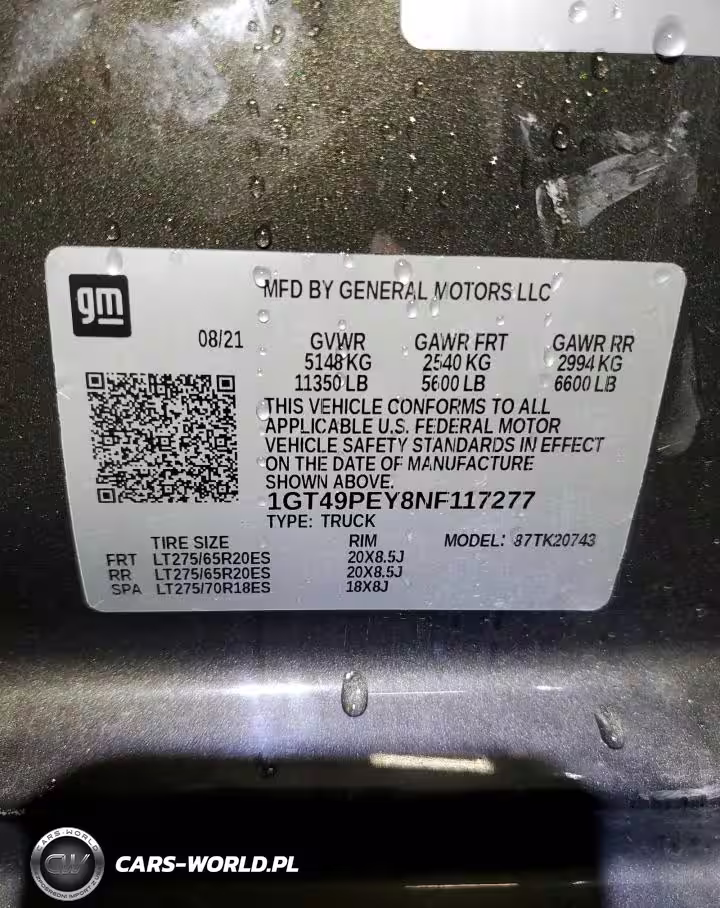 gm
MFD BY GENERAL MOTORS LLC
08/21
GVWR GAWR FRT GAWR RR
5148 KG 2540 KG 2994 KG
11350 LB 5600 LB 6600 LB
THIS VEHICLE CONFORMS TO ALL
APPLICABLE U.S. FEDERAL MOTOR
VEHICLE SAFETY STANDARDS IN EFFECT
ON THE DATE OF MANUFACTURE
SHOWN ABOVE.
1GT49PEY8NF117277
TYPE: TRUCK
TIRE SIZE RIM MODEL: 87TK20743
FRT LT275/65R20ES 20X8.5J
RR LT275/65R20ES 20X8.5J
SPA LT275/70R18ES 18X8J
CARS-WORLD
CW
CARS-WORLD.PL